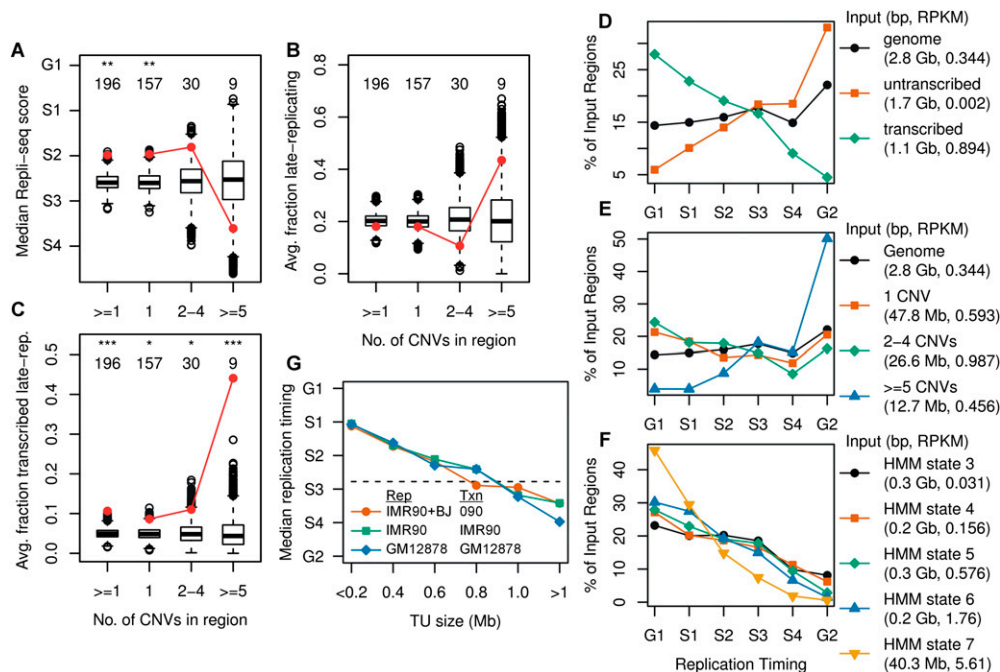 A
Median Repli-seq score
G1
S1
S2
S3
S4
** **
196 157 30 9
>=1 1 2-4 >=5
B
Avg. fraction late-replicating
0.8
0.6
0.4
0.2
0.0
196 157 30 9
>=1 1 2-4 >=5
No. of CNVs in region
C
Avg. fraction transcribed late-rep.
0.5
0.4
0.3
0.2
0.1
0.0
*** * * ***
196 157 30 9
>=1 1 2-4 >=5
No. of CNVs in region
G
Median replication timing
G1
S1
S2
S3
S4
G2
Rep Txn
IMR90+BJ 090
IMR90 IMR90
GM12878 GM12878
<0.2 0.4 0.6 0.8 1.0 >1
TU size (Mb)
D
% of Input Regions
25
15
5
G1 S1 S2 S3 S4 G2
Input (bp, RPKM)
genome
(2.8 Gb, 0.344)
untranscribed
(1.7 Gb, 0.002)
transcribed
(1.1 Gb, 0.894)
E
% of Input Regions
50
40
30
20
10
G1 S1 S2 S3 S4 G2
Input (bp, RPKM)
Genome
(2.8 Gb, 0.344)
1 CNV
(47.8 Mb, 0.593)
2-4 CNVs
(26.6 Mb, 0.987)
>=5 CNVs
(12.7 Mb, 0.456)
F
% of Input Regions
40
30
20
10
0
G1 S1 S2 S3 S4 G2
Replication Timing
Input (bp, RPKM)
HMM state 3
(0.3 Gb, 0.031)
HMM state 4
(0.2 Gb, 0.156)
HMM state 5
(0.3 Gb, 0.576)
HMM state 6
(0.2 Gb, 1.76)
HMM state 7
(40.3 Mb, 5.61)